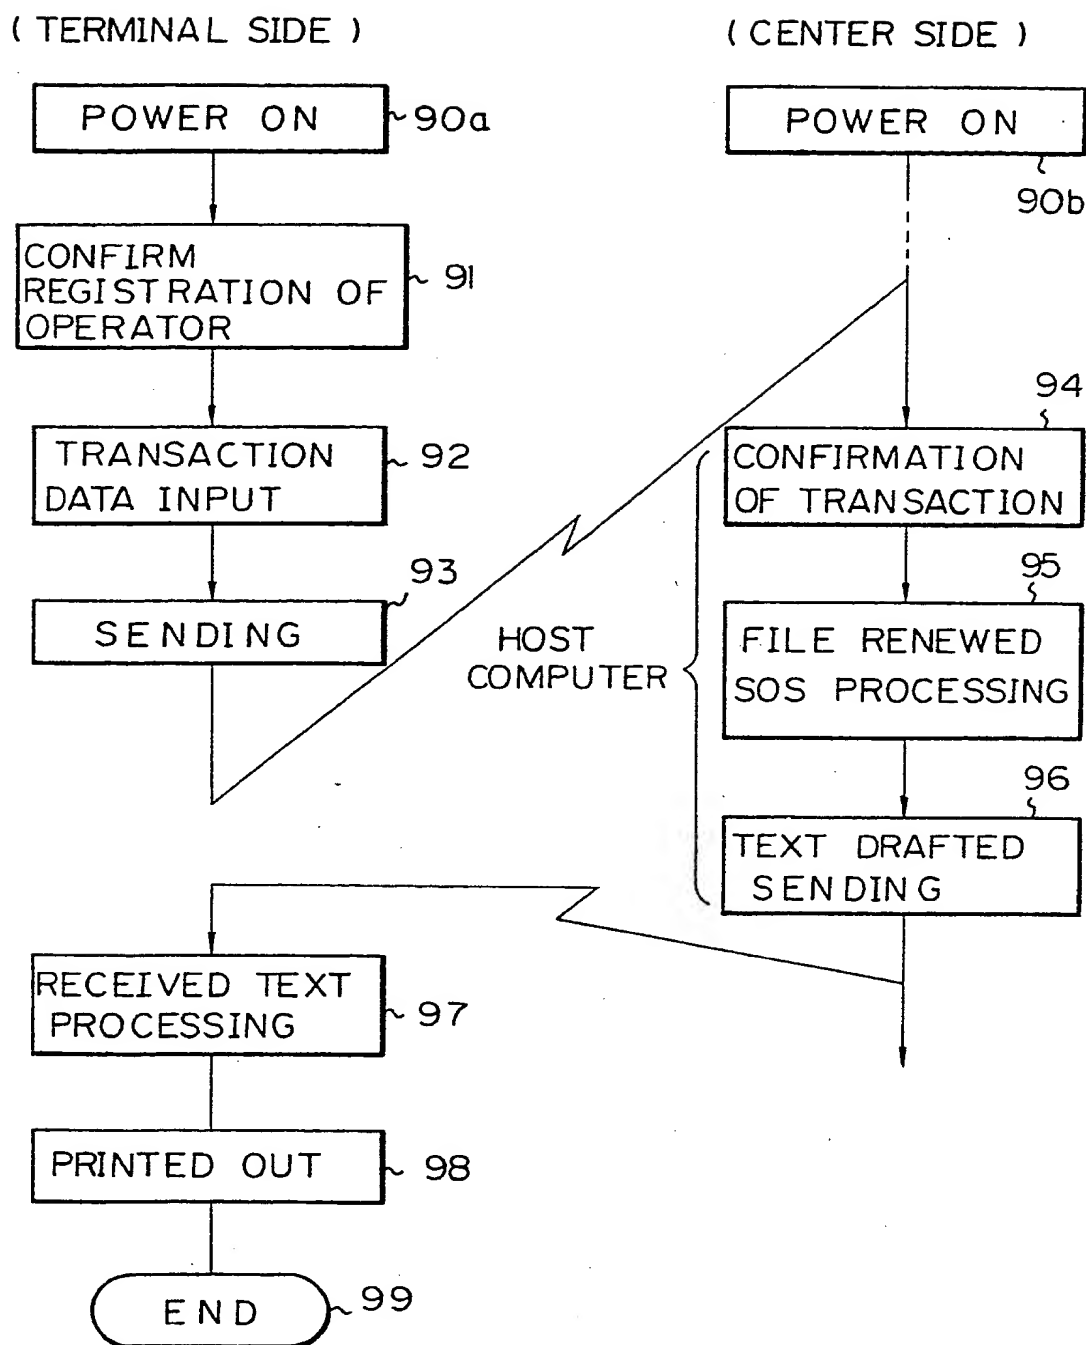 ( TERMINAL SIDE )
POWER ON
90a
CONFIRM
REGISTRATION OF
OPERATOR
91
TRANSACTION
DATA INPUT
92
93
SENDING
( CENTER SIDE )
POWER ON
90b
94
CONFIRMATION
OF TRANSACTION
95
FILE RENEWED
SOS PROCESSING
HOST
COMPUTER
96
TEXT DRAFTED
SENDING
RECEIVED TEXT
PROCESSING
97
PRINTED OUT
98
END
99